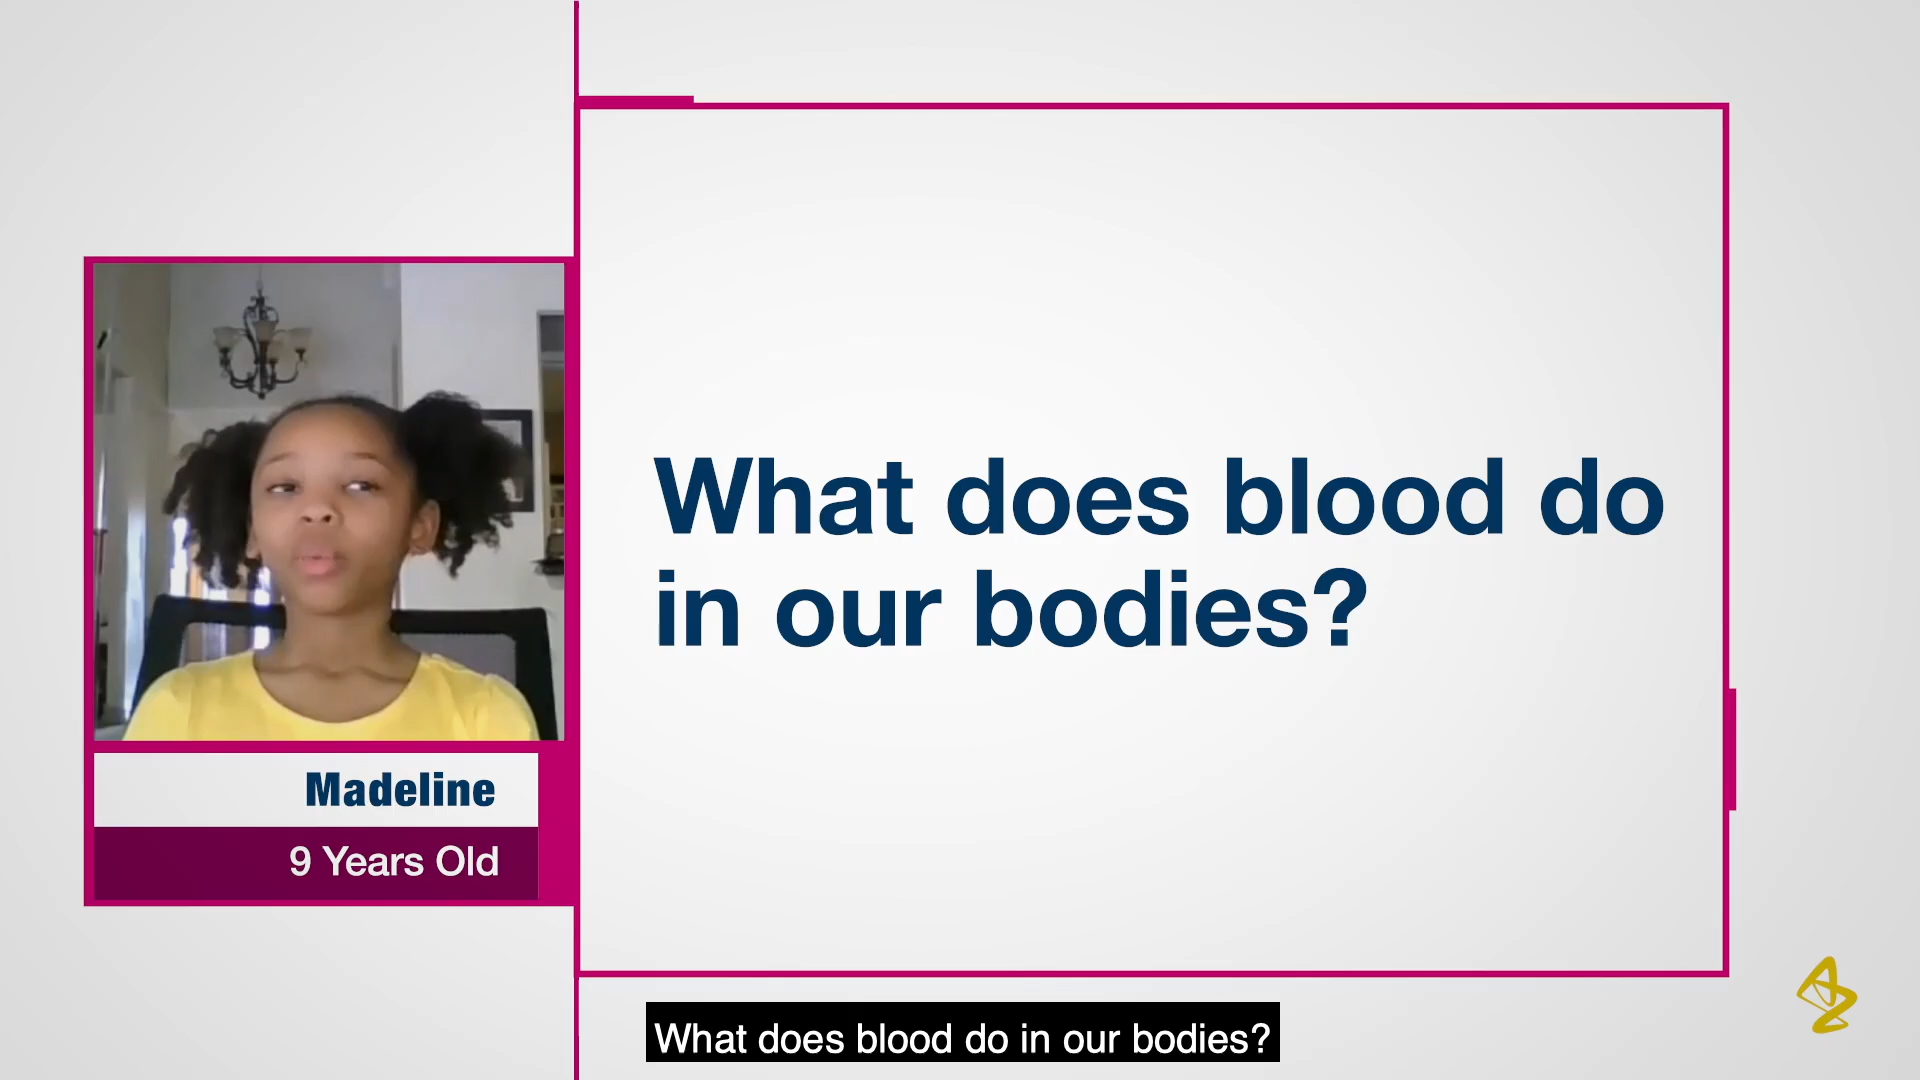 What does blood do
in our bodies?
Madeline
9 Years Old
What does blood do in our bodies?